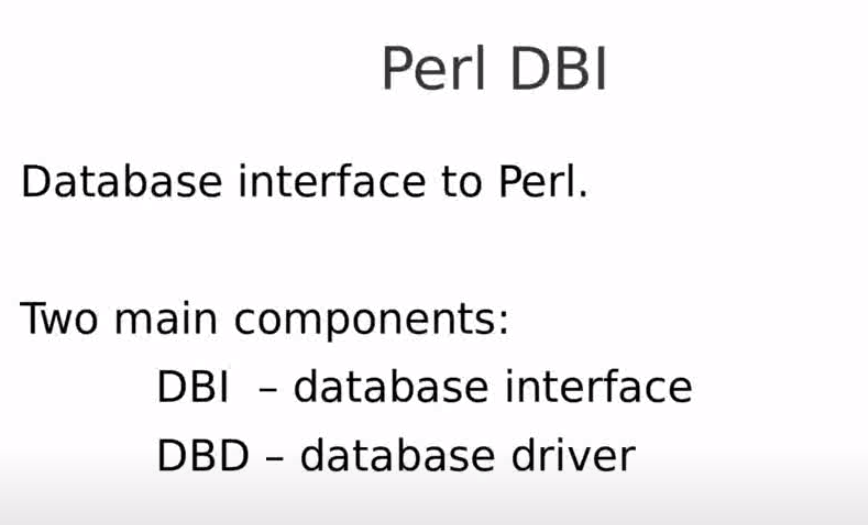 Perl DBI
Database interface to Perl.
Two main components:
DBI – database interface
DBD – database driver